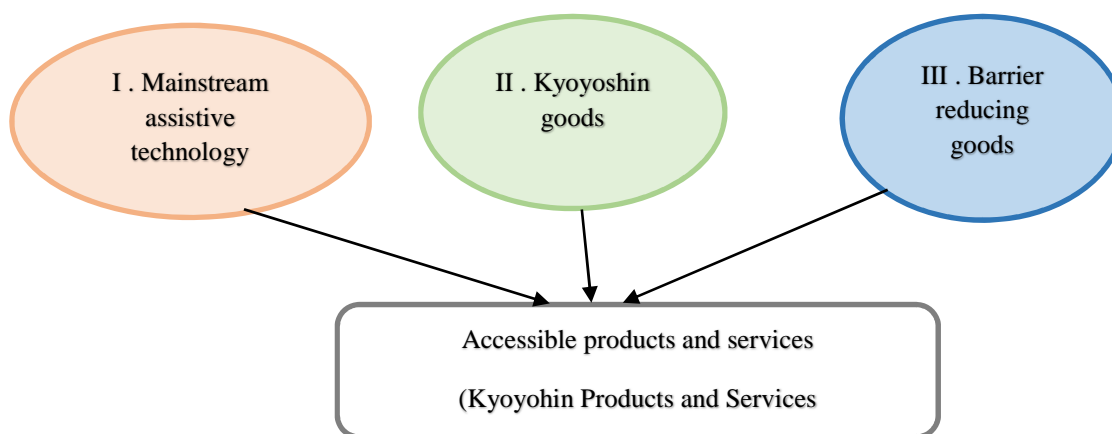 I . Mainstream
assistive
technology
II . Kyoyoshin
goods
III . Barrier
reducing
goods
Accessible products and services
(Kyoyohin Products and Services